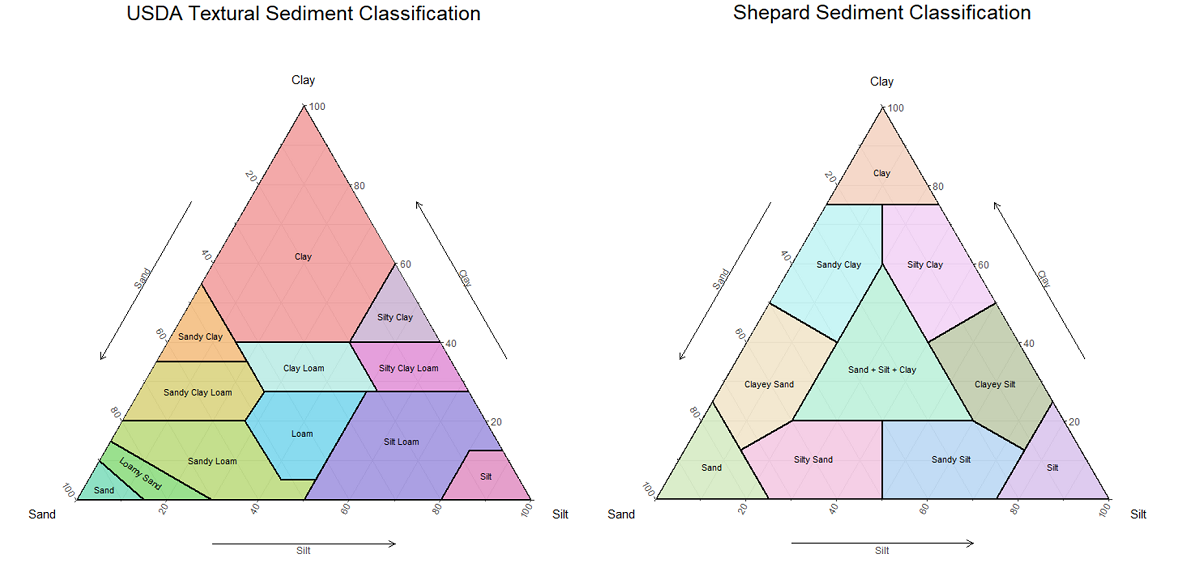 USDA Textural Sediment Classification
Clay
100
20
80
40
60
60
40
80
20
100
20
40
60
80
100
Sand
Clay
Silt
Sand
Silt
Clay
Silty Clay
Sandy Clay
Clay Loam
Silty Clay Loam
Sandy Clay Loam
Loam
Silt Loam
Sandy Loam
Loamy Sand
Sand
Silt
Shepard Sediment Classification
Clay
100
20
80
40
60
60
40
80
20
100
20
40
60
80
100
Sand
Clay
Silt
Sand
Silt
Clay
Sandy Clay
Silty Clay
Sand + Silt + Clay
Clayey Sand
Clayey Silt
Sand
Silty Sand
Sandy Silt
Silt